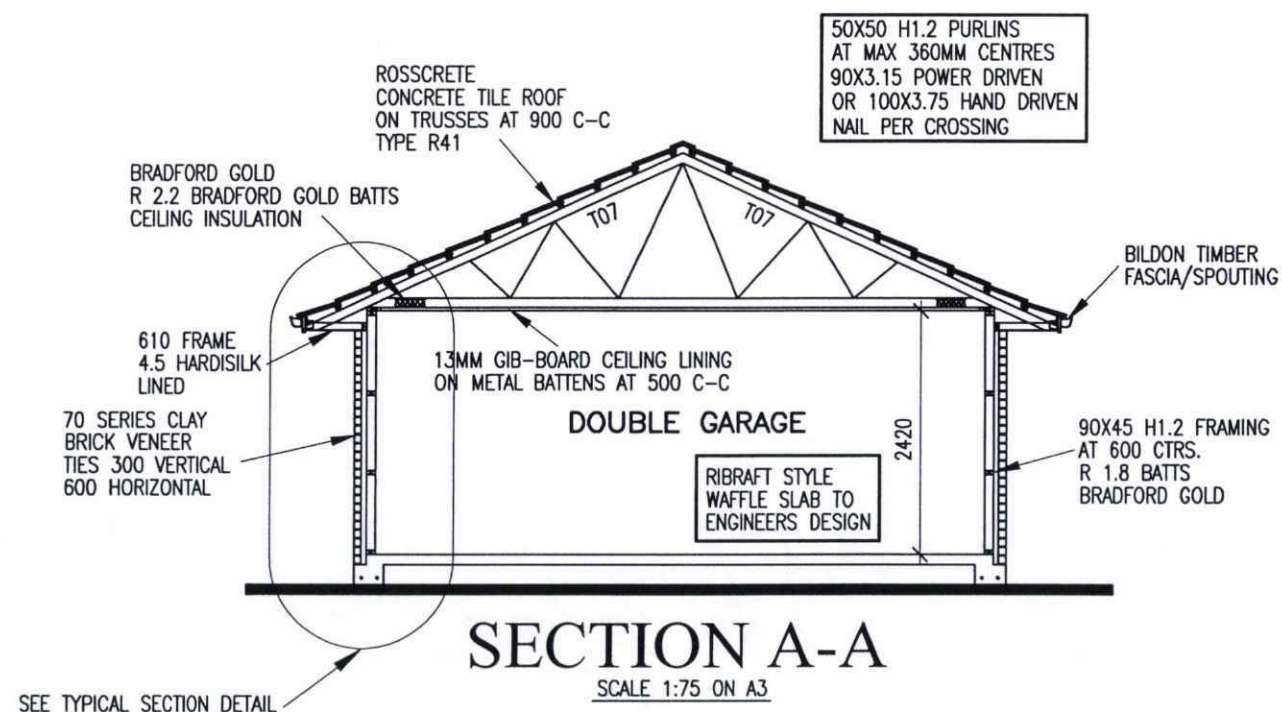 50X50 H1.2 PURLINS
AT MAX 360MM CENTRES
90X3.15 POWER DRIVEN
OR 100X3.75 HAND DRIVEN
NAIL PER CROSSING
ROSSCRETE
CONCRETE TILE ROOF
ON TRUSSES AT 900 C-C
TYPE R41
BRADFORD GOLD
R 2.2 BRADFORD GOLD BATTS
CEILING INSULATION
T07
T07
BILDON TIMBER
FASCIA/SPOUTING
610 FRAME
4.5 HARDISILK
LINED
13MM GIB-BOARD CEILING LINING
ON METAL BATTENS AT 500 C-C
70 SERIES CLAY
BRICK VENEER
TIES 300 VERTICAL
600 HORIZONTAL
DOUBLE GARAGE
2420
90X45 H1.2 FRAMING
AT 600 CTRS.
R 1.8 BATTS
BRADFORD GOLD
RIBRAFT STYLE
WAFFLE SLAB TO
ENGINEERS DESIGN
SECTION A-A
SCALE 1:75 ON A3
SEE TYPICAL SECTION DETAIL